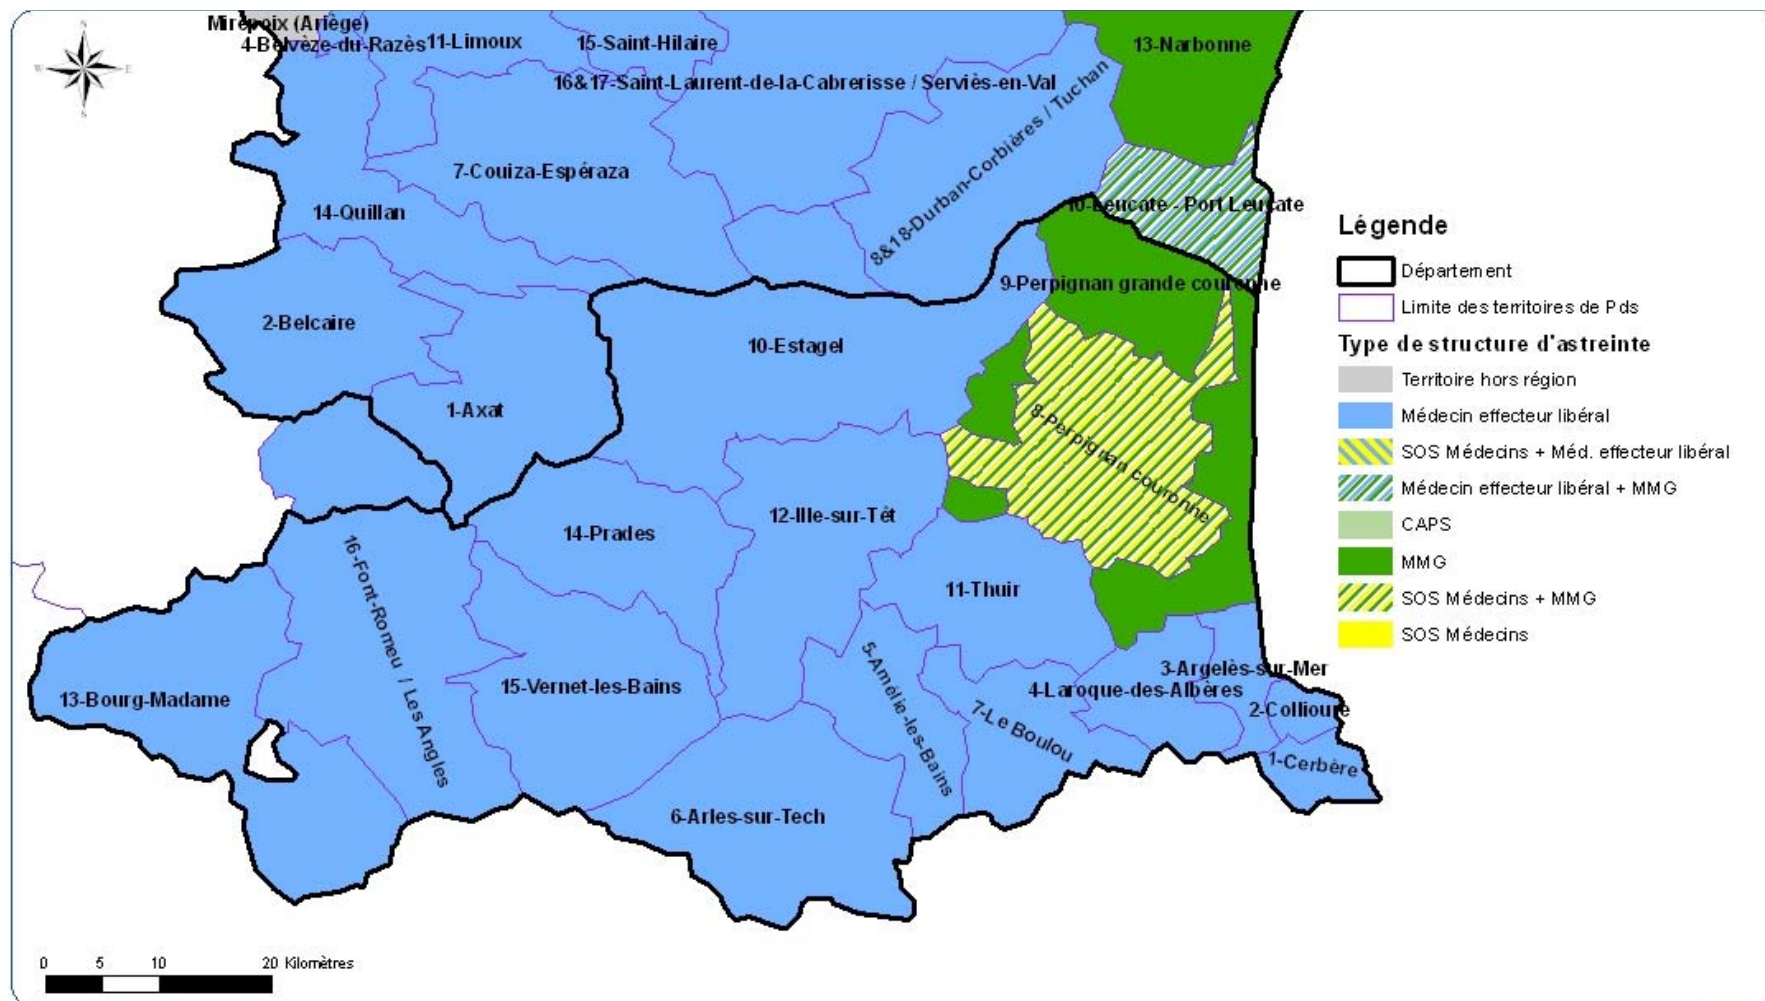 N
W
E
S
Mirepoix (Ariège)
4-Belvèze-du-Razès
11-Limoux
15-Saint-Hilaire
13-Narbonne
16&17-Saint-Laurent-de-la-Cabrerisse / Serviès-en-Val
8&18-Durban-Corbières / Tuchan
7-Couiza-Espéraza
14-Quillan
10-Leucate - Port Leucate
9-Perpignan grande couronne
2-Belcaire
10-Estagel
1-Axat
8-Perpignan couronne
12-Ille-sur-Têt
14-Prades
16-Font-Romeu / Les Angles
11-Thuir
13-Bourg-Madame
15-Vernet-les-Bains
5-Amélie-les-Bains
3-Argelès-sur-Mer
4-Laroque-des-Albères
2-Collioure
7-Le Boulou
1-Cerbère
6-Arles-sur-Tech
Légende
Département
Limite des territoires de Pds
Type de structure d'astreinte
Territoire hors région
Médecin effecteur libéral
SOS Médecins + Méd. effecteur libéral
Médecin effecteur libéral + MMG
CAPS
MMG
SOS Médecins + MMG
SOS Médecins
0 5 10 20 Kilomètres